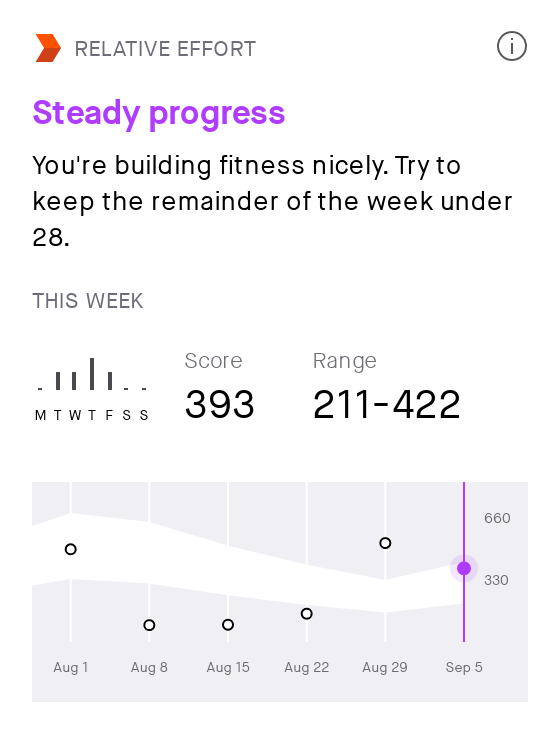 RELATIVE EFFORT
Steady progress
You're building fitness nicely. Try to
keep the remainder of the week under
28.
THIS WEEK
Score
Range
393
211-422
M T W T F S S
660
330
Aug 1
Aug 8
Aug 15
Aug 22
Aug 29
Sep 5